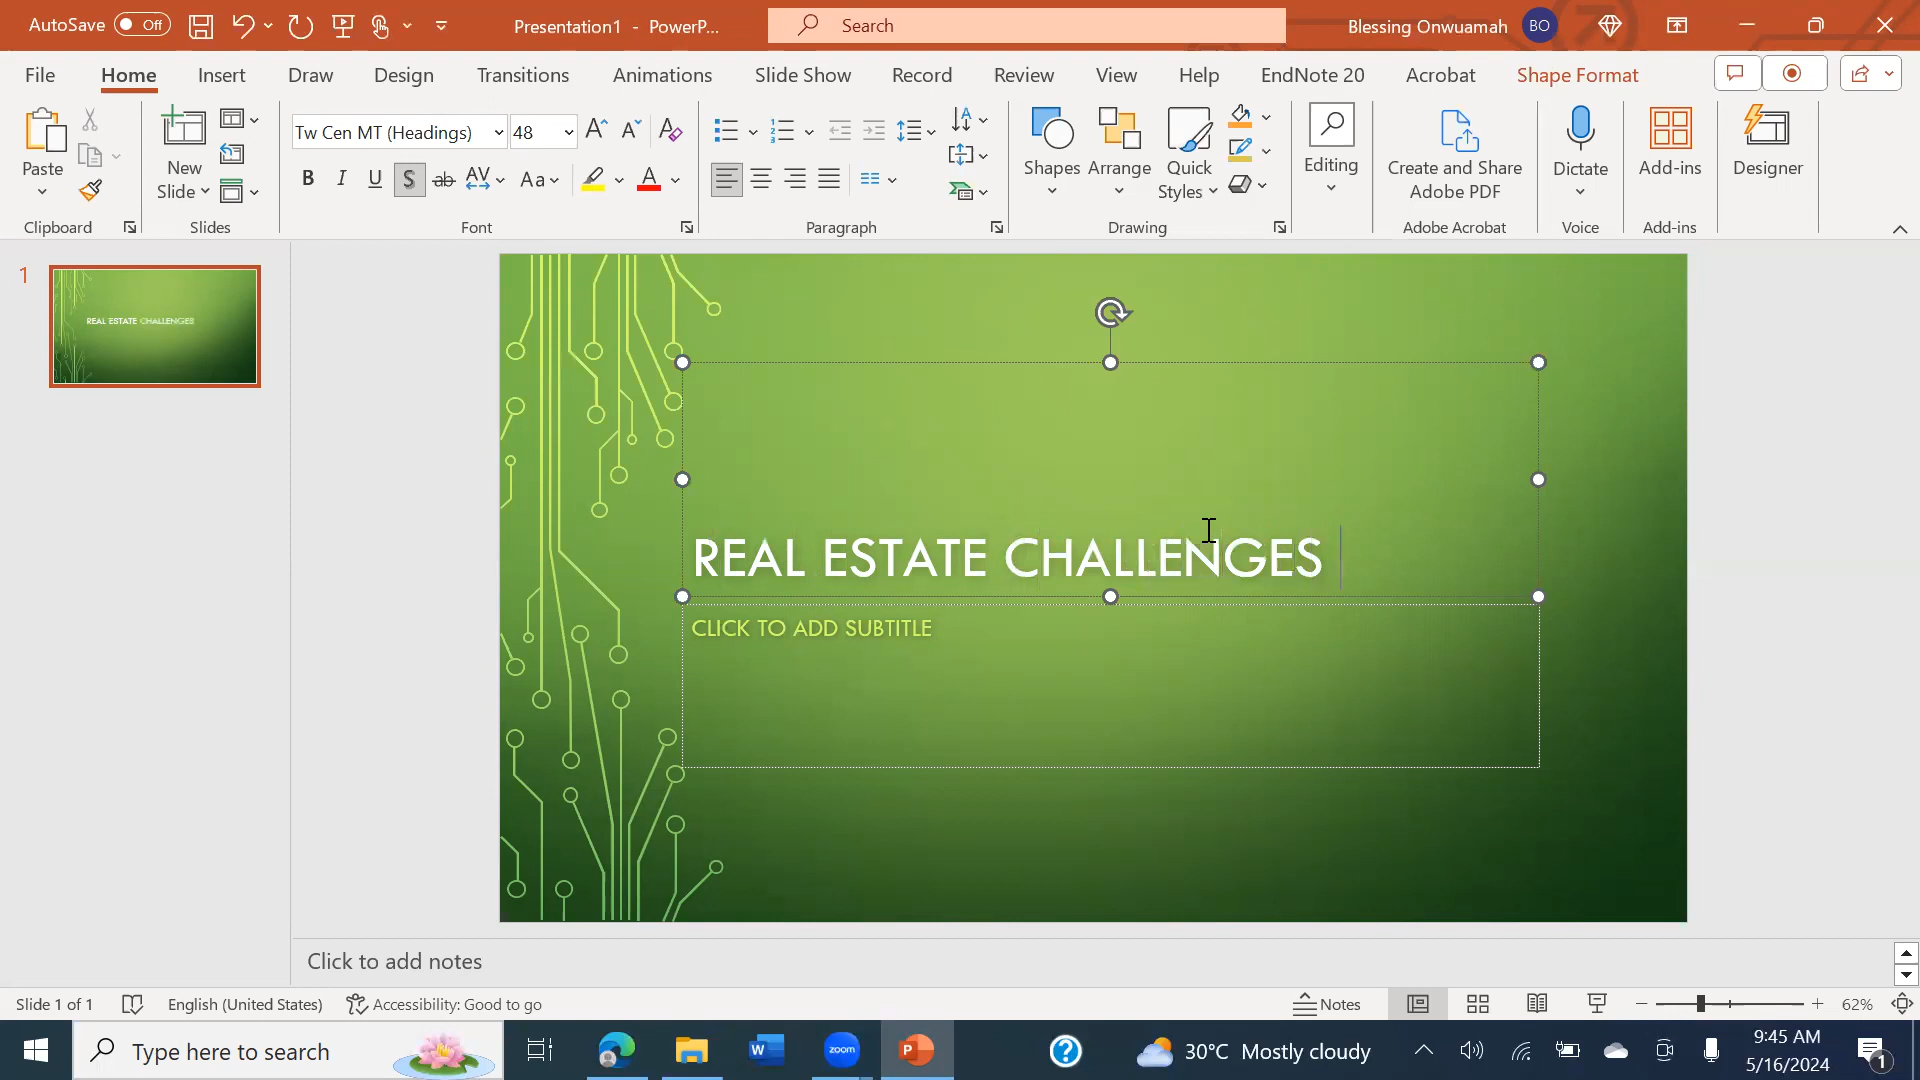 AutoSave Off
Presentation1 - PowerP...
Search
Blessing Onwuamah BO
File Home Insert Draw Design Transitions Animations Slide Show Record Review View Help EndNote 20 Acrobat Shape Format
Paste
Clipboard
New Slide
Slides
Tw Cen MT (Headings) 48
B I U S ab AV Aa A
Font
Paragraph
Shapes Arrange Quick Styles
Drawing
Editing
Create and Share Adobe PDF
Adobe Acrobat
Dictate
Voice
Add-ins
Add-ins
Designer
1
REAL ESTATE CHALLENGES
REAL ESTATE CHALLENGES
CLICK TO ADD SUBTITLE
Click to add notes
Slide 1 of 1 English (United States) Accessibility: Good to go Notes 62%
Type here to search
zoom
30°C Mostly cloudy
9:45 AM
5/16/2024
1